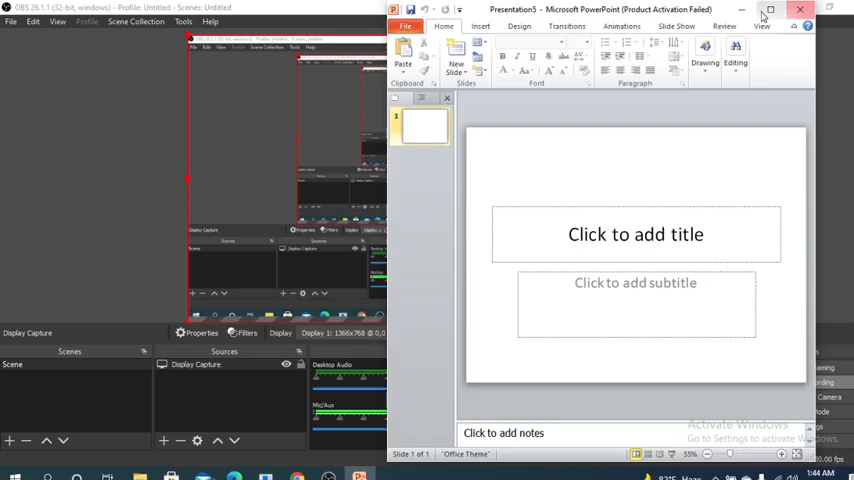 OBS 26.1.1 (32-bit, windows) - Profile: Untitled - Scenes: Untitled
File Edit View Profile Scene Collection Tools Help
Presentation5 - Microsoft PowerPoint (Product Activation Failed)
File Home Insert Design Transitions Animations Slide Show Review View
Paste
New
Slide
Drawing Editing
Clipboard Slides Font Paragraph
1
Click to add title
Click to add subtitle
Display Capture Properties Filters Display Display 1: 1366x768 @ 0,0
Scenes Sources
Scene Display Capture Desktop Audio
Mic/Aux
Click to add notes
Activate Windows
Go to Settings to activate Windows.
Slide 1 of 1 "Office Theme" 55%
82°F Haze 1:44 AM